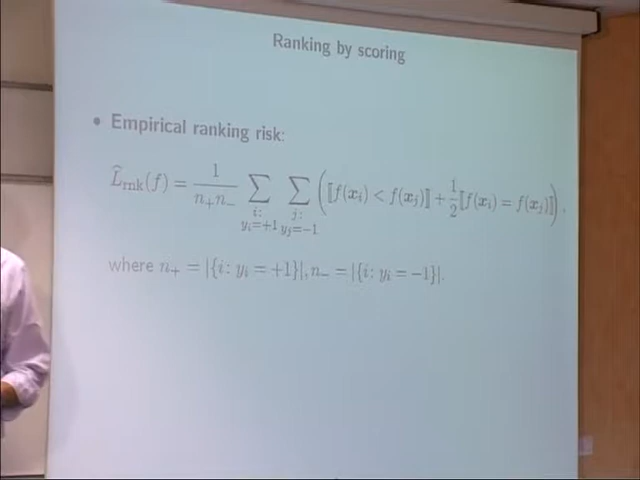 Ranking by scoring
• Empirical ranking risk:
L̂_rnk(f) = 1/(n₊n₋) ∑_{i: y_i=+1} ∑_{j: y_j=−1} (⟦f(x_i) < f(x_j)⟧ + 1/2 ⟦f(x_i) = f(x_j)⟧).
where n₊ = |{i: y_i = +1}|, n₋ = |{i: y_i = −1}|.